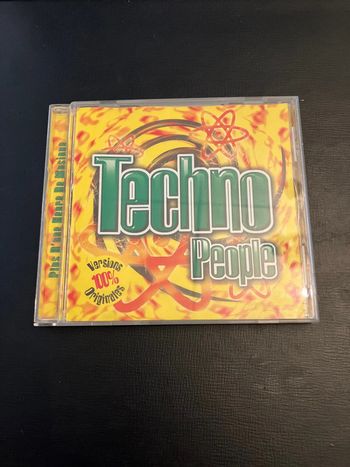 Techno
People
Versions
100%
Originales
Plus D'une Heure De Musique